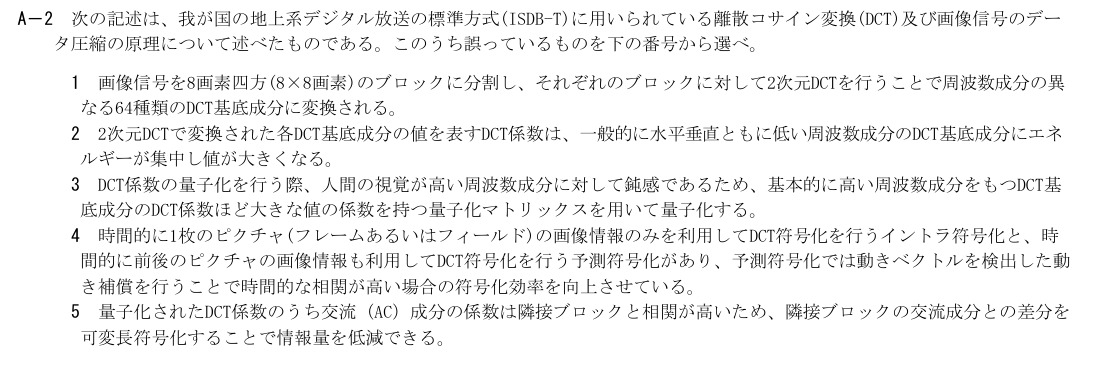 A－2 次の記述は、我が国の地上系デジタル放送の標準方式(ISDB-T)に用いられている離散コサイン変換(DCT)及び画像信号のデー
タ圧縮の原理について述べたものである。このうち誤っているものを下の番号から選べ。
1 画像信号を8画素四方(8×8画素)のブロックに分割し、それぞれのブロックに対して2次元DCTを行うことで周波数成分の異
なる64種類のDCT基底成分に変換される。
2 2次元DCTで変換された各DCT基底成分の値を表すDCT係数は、一般的に水平垂直ともに低い周波数成分のDCT基底成分にエネ
ルギーが集中し値が大きくなる。
3 DCT係数の量子化を行う際、人間の視覚が高い周波数成分に対して鈍感であるため、基本的に高い周波数成分をもつDCT基
底成分のDCT係数ほど大きな値の係数を持つ量子化マトリックスを用いて量子化する。
4 時間的に1枚のピクチャ(フレームあるいはフィールド)の画像情報のみを利用してDCT符号化を行うイントラ符号化と、時
間的に前後のピクチャの画像情報も利用してDCT符号化を行う予測符号化があり、予測符号化では動きベクトルを検出した動
き補償を行うことで時間的な相関が高い場合の符号化効率を向上させている。
5 量子化されたDCT係数のうち交流（AC）成分の係数は隣接ブロックと相関が高いため、隣接ブロックの交流成分との差分を
可変長符号化することで情報量を低減できる。